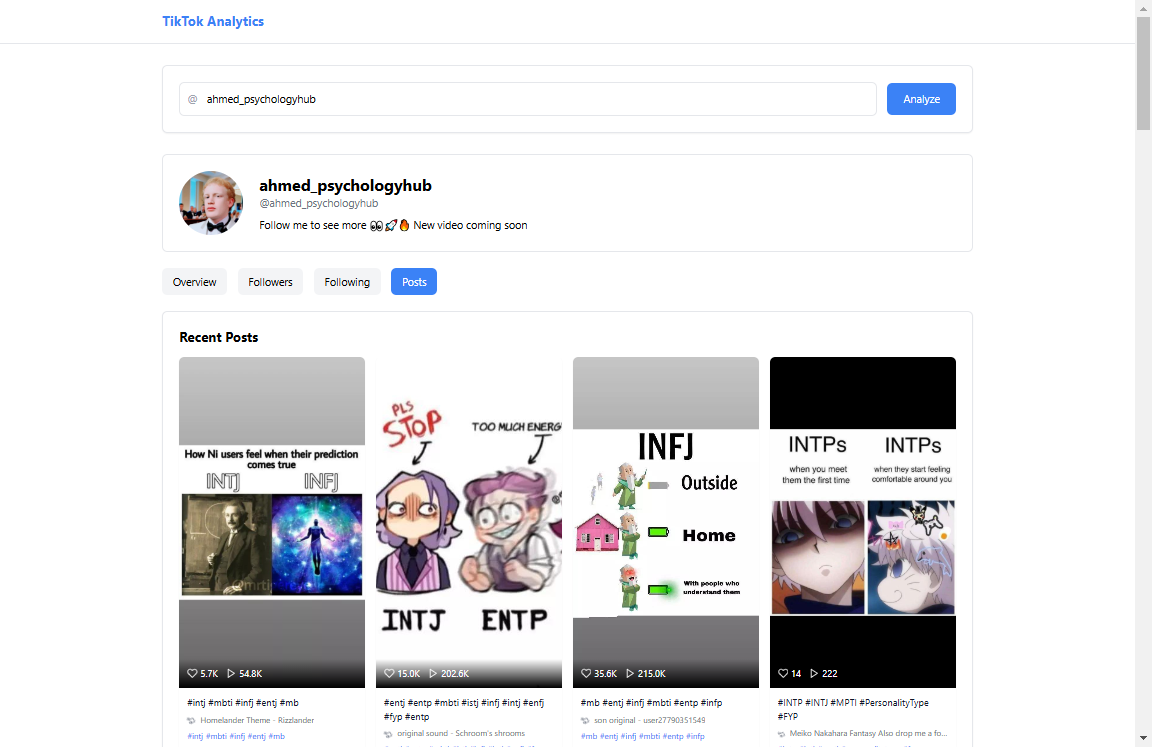 TikTok Analytics
@ ahmed_psychologyhub
Analyze
ahmed_psychologyhub
@ahmed_psychologyhub
Follow me to see more 👀🚀🔥 New video coming soon
Overview
Followers
Following
Posts
Recent Posts
How Ni users feel when their prediction
comes true
INTJ
INFJ
5.7K
54.8K
#intj #mbti #infj #entj #mb
Homelander Theme - Rizzlander
#intj #mbti #infj #entj #mb
PLS
STOP
TOO MUCH ENERG
INTJ
ENTP
15.0K
202.6K
#entj #entp #mbti #istj #infj #intj #enfj
#fyp #entp
original sound - Schroom's shrooms
INFJ
Outside
Home
With people who
understand them
35.6K
215.0K
#mb #entj #infj #mbti #entp #infp
son original - user27790351549
#mb #entj #infj #mbti #entp #infp
INTPs
when you meet
them the first time
INTPs
when they start feeling
comfortable around you
14
222
#INTP #INTJ #MPTI #PersonalityType
#FYP
Meiko Nakahara Fantasy Also drop me a fo...